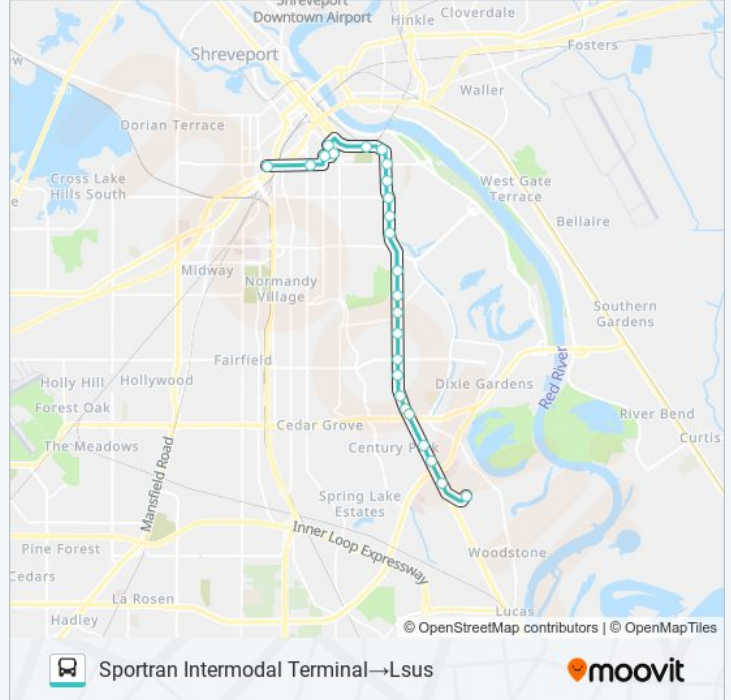 Shreveport
Downtown Airport
Hinkle
Cloverdale
Fosters
Shreveport
Waller
Dorian Terrace
Cross Lake
Hills South
West Gate
Terrace
Bellaire
Midway
Normandy
Village
Southern
Gardens
Fairfield
Red River
Holly Hill
Hollywood
Dixie Gardens
Forest Oak
River Bend
Cedar Grove
Curtis
The Meadows
Century Park
Mansfield Road
Spring Lake
Estates
Inner Loop Expressway
Pine Forest
Woodstone
Cedars
La Rosen
Lucas
Hadley
© OpenStreetMap contributors | © OpenMapTiles
Sportran Intermodal Terminal→Lsus
moovit